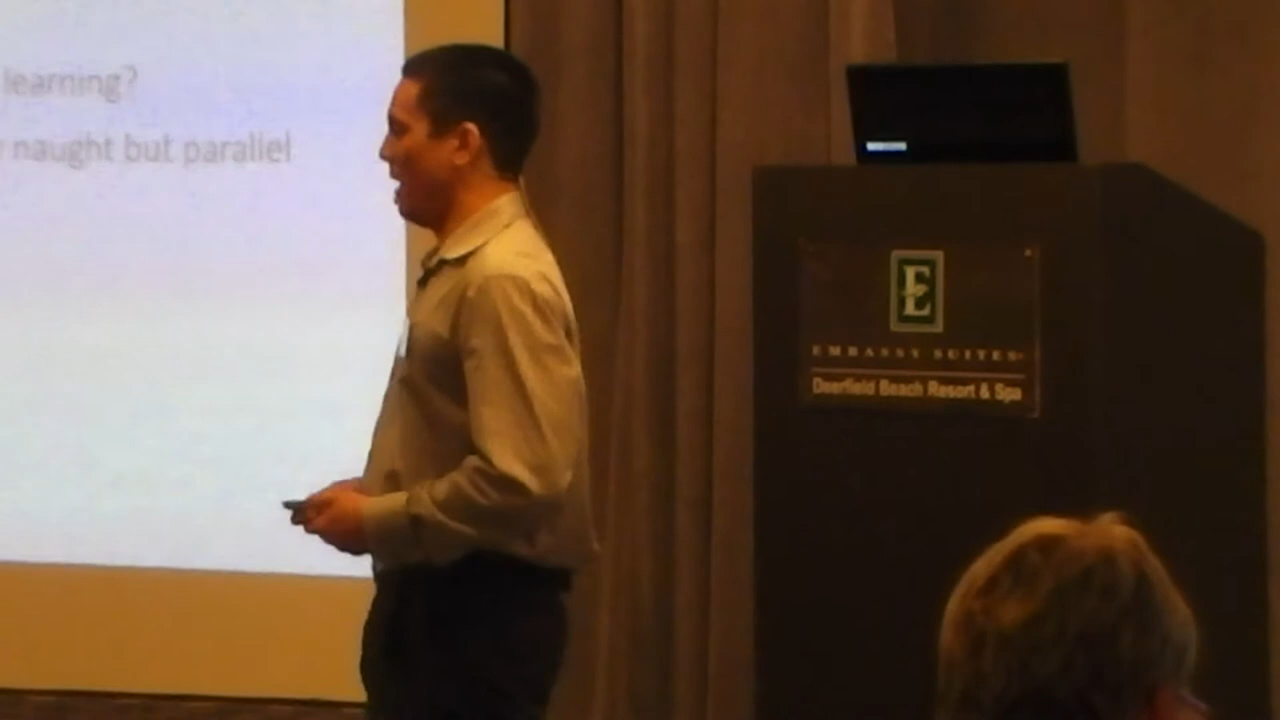 learning?
naught but parallel
E
EMBASSY SUITES
Deerfield Beach Resort & Spa